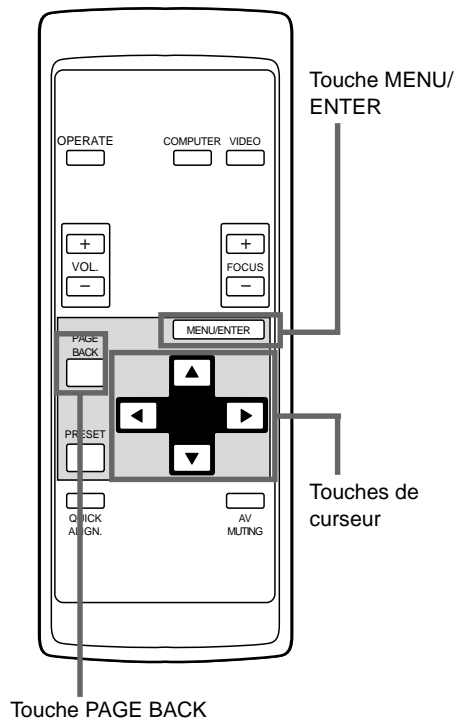 Touche MENU/
ENTER
OPERATE
COMPUTER VIDEO
+
VOL.
−
+
FOCUS
−
MENU/ENTER
PAGE
BACK
PRESET
QUICK
ALIGN.
AV
MUTING
Touches de
curseur
Touche PAGE BACK